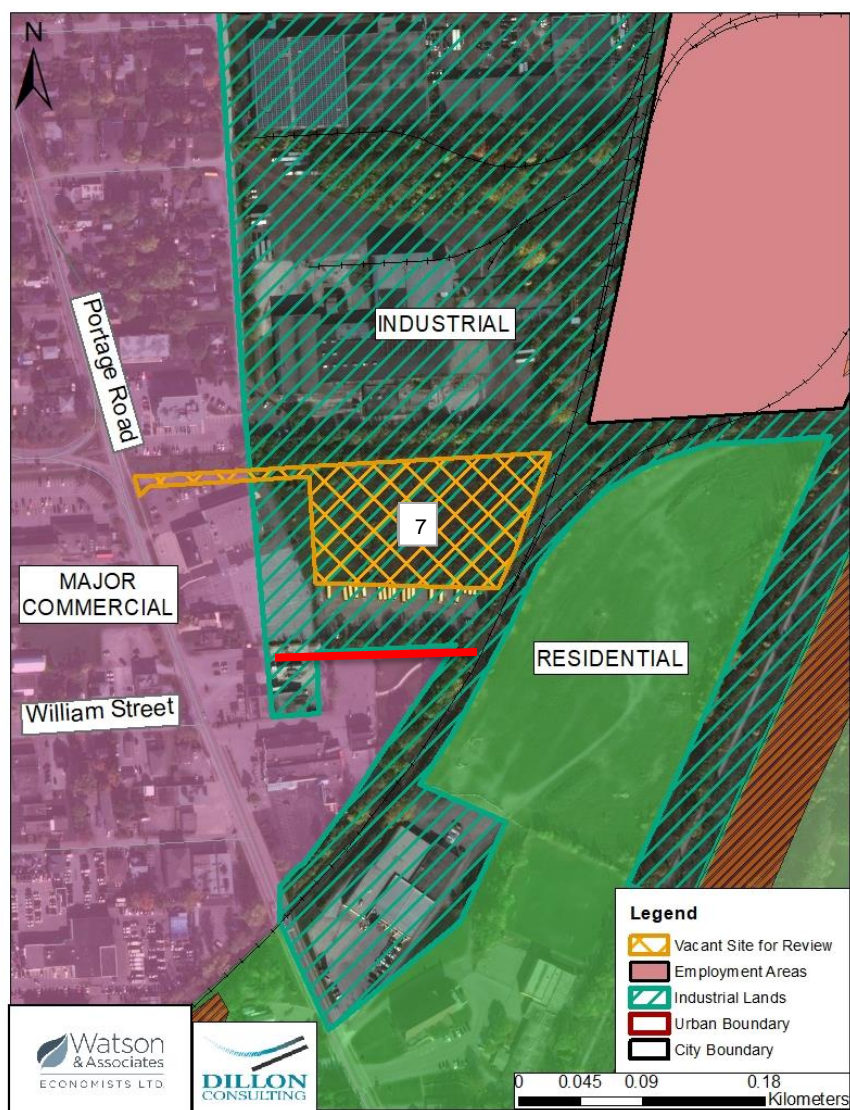 N
Portage Road
INDUSTRIAL
7
MAJOR
COMMERCIAL
RESIDENTIAL
William Street
Legend
Vacant Site for Review
Employment Areas
Industrial Lands
Urban Boundary
City Boundary
Watson
& Associates
ECONOMISTS LTD.
DILLON
CONSULTING
0 0.045 0.09 0.18
Kilometers